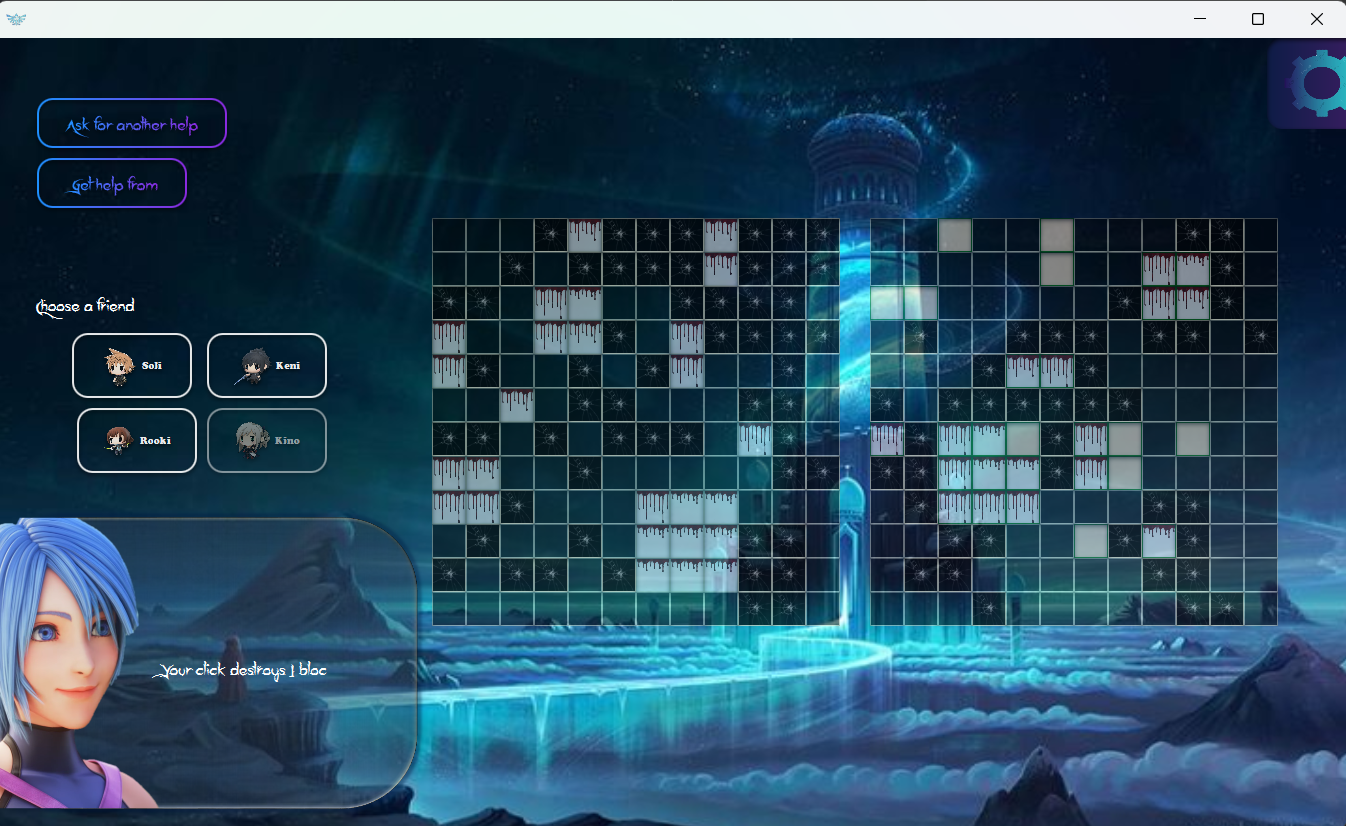 Ask for another help
Get help from
Choose a friend
Soli
Keni
Rooki
Kino
Your click destroys 1 bloc